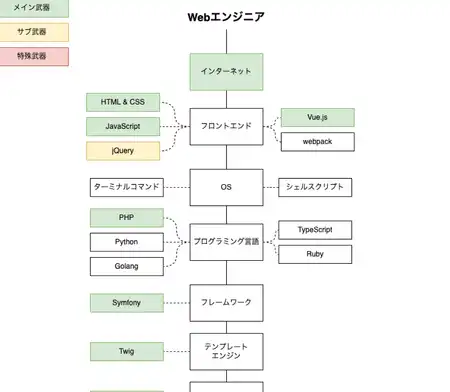 メイン武器
サブ武器
特殊武器
Webエンジニア
インターネット
HTML & CSS
JavaScript
jQuery
フロントエンド
Vue.js
webpack
ターミナルコマンド
OS
シェルスクリプト
PHP
Python
Golang
プログラミング言語
TypeScript
Ruby
Symfony
フレームワーク
Twig
テンプレート
エンジン